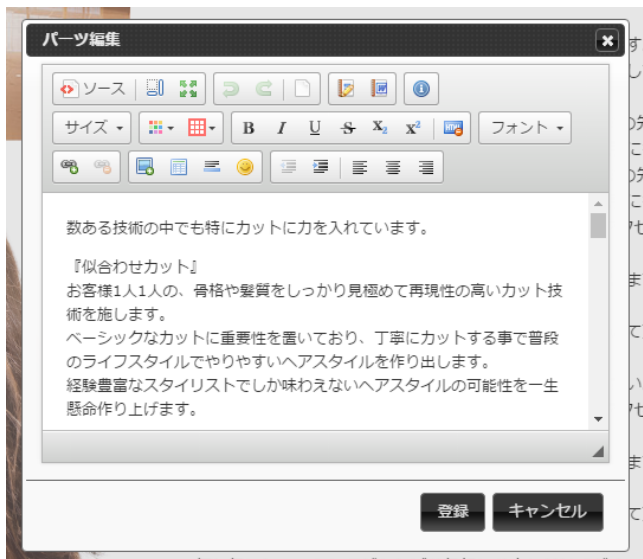 パーツ編集
ソース
サイズ
B I U S X₂ x²
フォント
数ある技術の中でも特にカットに力を入れています。
『似合わせカット』
お客様1人1人の、骨格や髪質をしっかり見極めて再現性の高いカット技
術を施します。
ベーシックなカットに重要性を置いており、丁寧にカットする事で普段
のライフスタイルでやりやすいヘアスタイルを作り出します。
経験豊富なスタイリストでしか味わえないヘアスタイルの可能性を一生
懸命作り上げます。
登録 キャンセル